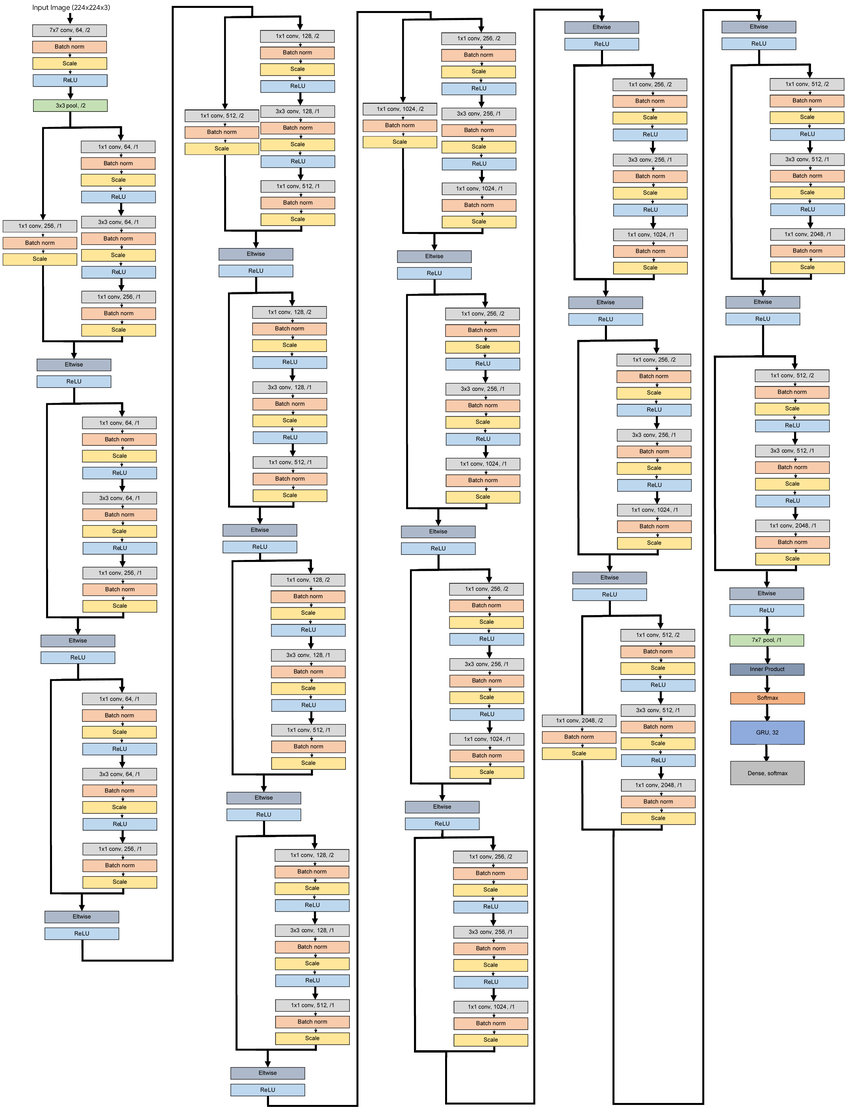 Input Image (224x224x3)
7x7 conv, 64, /2
Batch norm
Scale
ReLU
3x3 pool, /2
1x1 conv, 64, /1
Batch norm
Scale
ReLU
3x3 conv, 64, /1
Batch norm
Scale
ReLU
1x1 conv, 256, /1
Batch norm
Scale
1x1 conv, 256, /1
Batch norm
Scale
Eltwise
ReLU
1x1 conv, 64, /1
Batch norm
Scale
ReLU
3x3 conv, 64, /1
Batch norm
Scale
ReLU
1x1 conv, 256, /1
Batch norm
Scale
Eltwise
ReLU
1x1 conv, 64, /1
Batch norm
Scale
ReLU
3x3 conv, 64, /1
Batch norm
Scale
ReLU
1x1 conv, 256, /1
Batch norm
Scale
Eltwise
ReLU
1x1 conv, 128, /2
Batch norm
Scale
ReLU
3x3 conv, 128, /1
Batch norm
Scale
ReLU
1x1 conv, 512, /1
Batch norm
Scale
1x1 conv, 512, /2
Batch norm
Scale
Eltwise
ReLU
1x1 conv, 128, /2
Batch norm
Scale
ReLU
3x3 conv, 128, /1
Batch norm
Scale
ReLU
1x1 conv, 512, /1
Batch norm
Scale
Eltwise
ReLU
1x1 conv, 128, /2
Batch norm
Scale
ReLU
3x3 conv, 128, /1
Batch norm
Scale
ReLU
1x1 conv, 512, /1
Batch norm
Scale
Eltwise
ReLU
1x1 conv, 128, /2
Batch norm
Scale
ReLU
3x3 conv, 128, /1
Batch norm
Scale
ReLU
1x1 conv, 512, /1
Batch norm
Scale
Eltwise
ReLU
1x1 conv, 256, /2
Batch norm
Scale
ReLU
3x3 conv, 256, /1
Batch norm
Scale
ReLU
1x1 conv, 1024, /1
Batch norm
Scale
1x1 conv, 1024, /2
Batch norm
Scale
Eltwise
ReLU
1x1 conv, 256, /2
Batch norm
Scale
ReLU
3x3 conv, 256, /1
Batch norm
Scale
ReLU
1x1 conv, 1024, /1
Batch norm
Scale
Eltwise
ReLU
1x1 conv, 256, /2
Batch norm
Scale
ReLU
3x3 conv, 256, /1
Batch norm
Scale
ReLU
1x1 conv, 1024, /1
Batch norm
Scale
Eltwise
ReLU
1x1 conv, 256, /2
Batch norm
Scale
ReLU
3x3 conv, 256, /1
Batch norm
Scale
ReLU
1x1 conv, 1024, /1
Batch norm
Scale
Eltwise
ReLU
1x1 conv, 256, /2
Batch norm
Scale
ReLU
3x3 conv, 256, /1
Batch norm
Scale
ReLU
1x1 conv, 1024, /1
Batch norm
Scale
Eltwise
ReLU
1x1 conv, 256, /2
Batch norm
Scale
ReLU
3x3 conv, 256, /1
Batch norm
Scale
ReLU
1x1 conv, 1024, /1
Batch norm
Scale
Eltwise
ReLU
1x1 conv, 512, /2
Batch norm
Scale
ReLU
3x3 conv, 512, /1
Batch norm
Scale
ReLU
1x1 conv, 2048, /1
Batch norm
Scale
1x1 conv, 2048, /2
Batch norm
Scale
Eltwise
ReLU
1x1 conv, 512, /2
Batch norm
Scale
ReLU
3x3 conv, 512, /1
Batch norm
Scale
ReLU
1x1 conv, 2048, /1
Batch norm
Scale
Eltwise
ReLU
1x1 conv, 512, /2
Batch norm
Scale
ReLU
3x3 conv, 512, /1
Batch norm
Scale
ReLU
1x1 conv, 2048, /1
Batch norm
Scale
Eltwise
ReLU
7x7 pool, /1
Inner Product
Softmax
GRU, 32
Dense, softmax